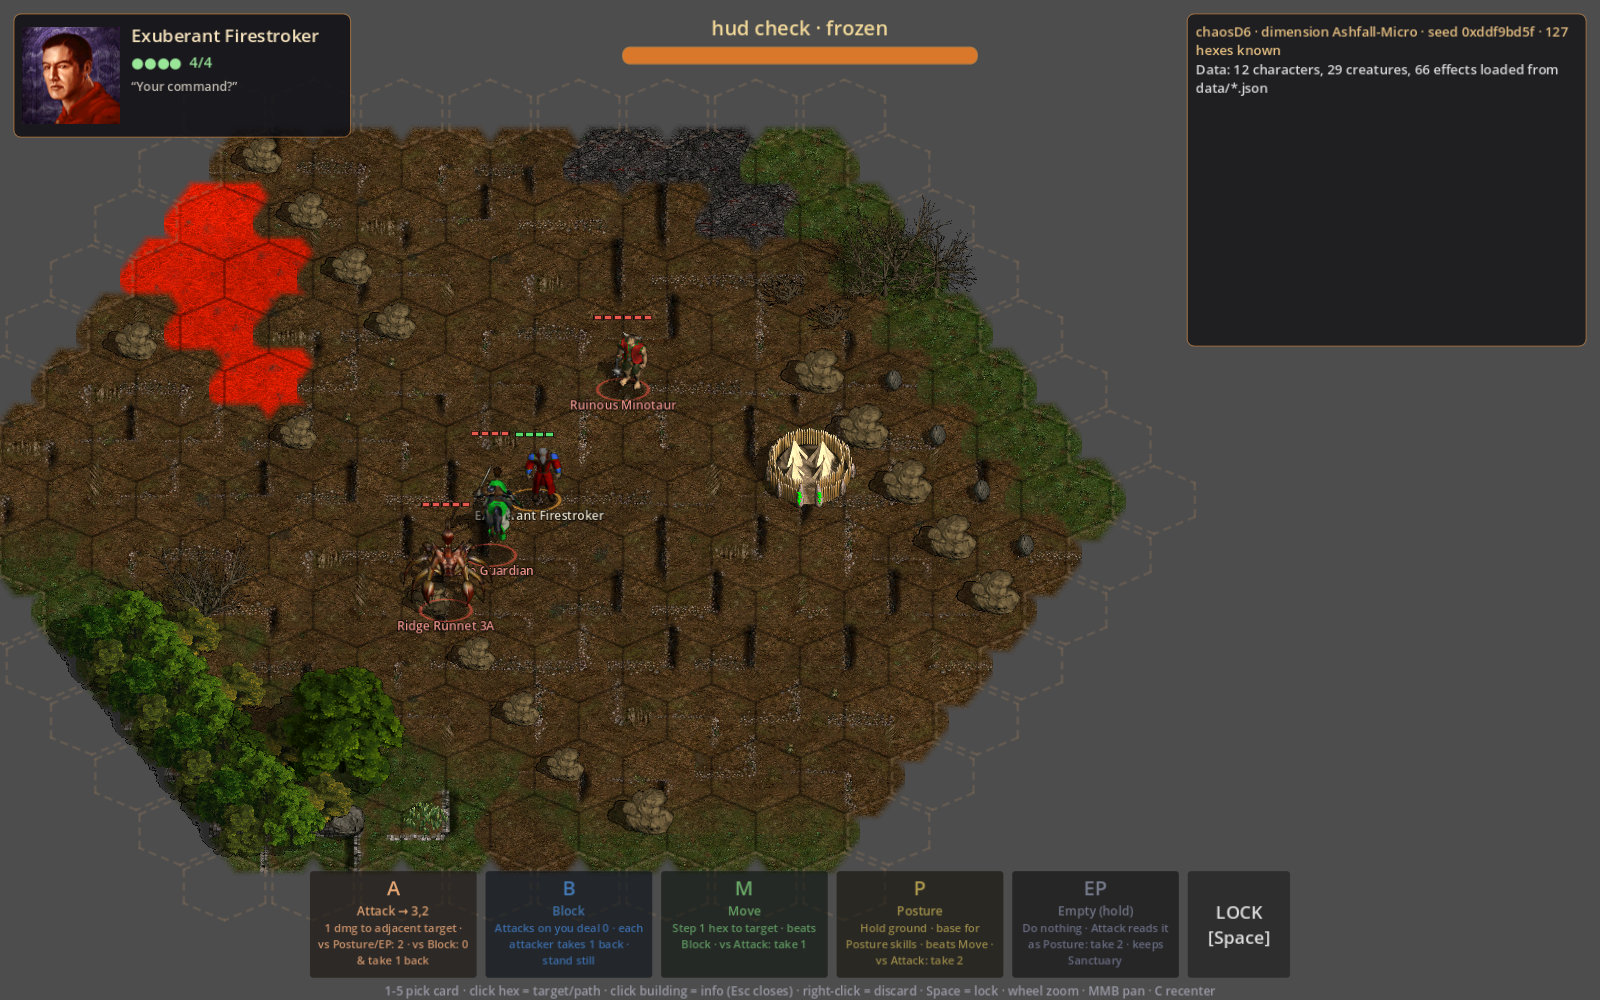 Exuberant Firestroker
4/4
“Your command?”
hud check · frozen
chaosD6 · dimension Ashfall-Micro · seed 0xddf9bd5f · 127
hexes known
Data: 12 characters, 29 creatures, 66 effects loaded from
data/*.json
Ruinous Minotaur
ant Firestroker
Guardian
Ridge Runnet 3A
A
Attack → 3,2
1 dmg to adjacent target ·
vs Posture/EP: 2 · vs Block: 0
& take 1 back
B
Block
Attacks on you deal 0 · each
attacker takes 1 back ·
stand still
M
Move
Step 1 hex to target · beats
Block · vs Attack: take 1
P
Posture
Hold ground · base for
Posture skills · beats Move ·
vs Attack: take 2
EP
Empty (hold)
Do nothing · Attack reads it
as Posture: take 2 · keeps
Sanctuary
LOCK
[Space]
1-5 pick card · click hex = target/path · click building = info (Esc closes) · right-click = discard · Space = lock · wheel zoom · MMB pan · C recenter